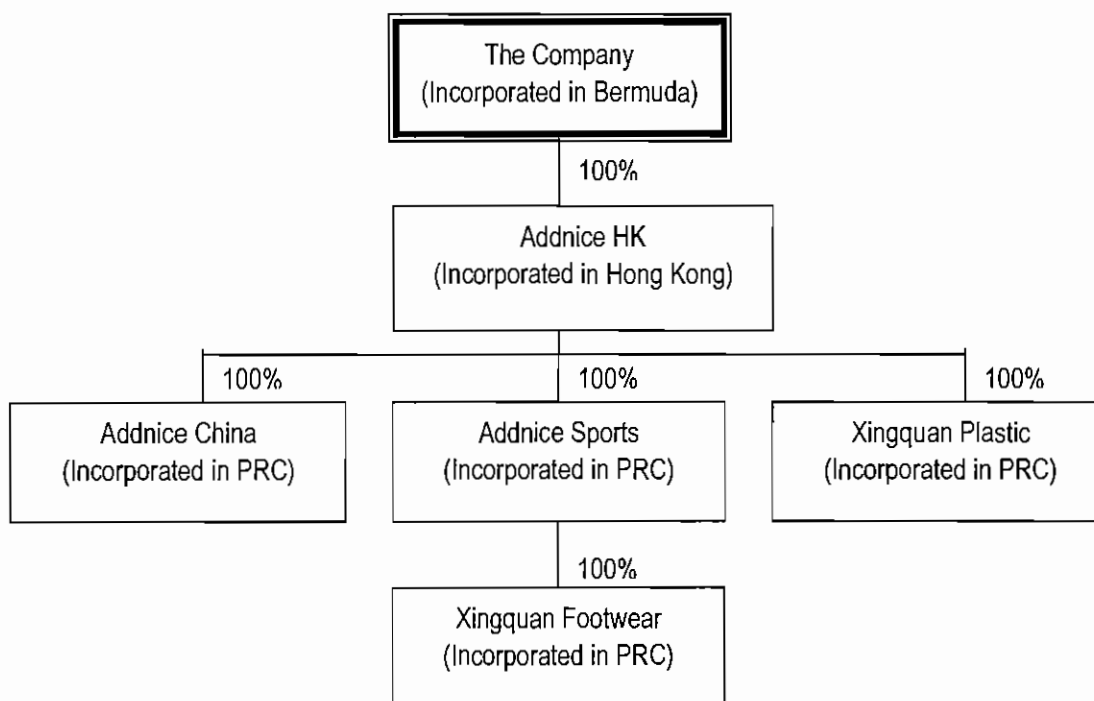 The Company
(Incorporated in Bermuda)
100%
Addnice HK
(Incorporated in Hong Kong)
100%
100%
100%
Addnice China
(Incorporated in PRC)
Addnice Sports
(Incorporated in PRC)
Xingquan Plastic
(Incorporated in PRC)
100%
Xingquan Footwear
(Incorporated in PRC)